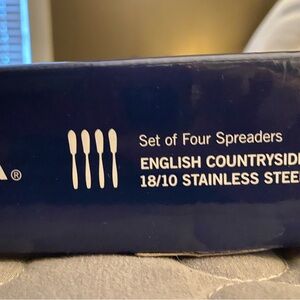 A®
Set of Four Spreaders
ENGLISH COUNTRYSID
18/10 STAINLESS STEE